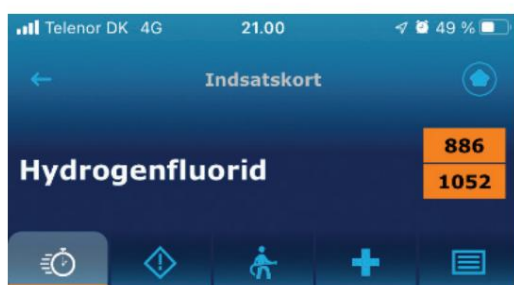 Telenor DK 4G 21.00 49 %
Indsatskort
886
Hydrogenfluorid
1052